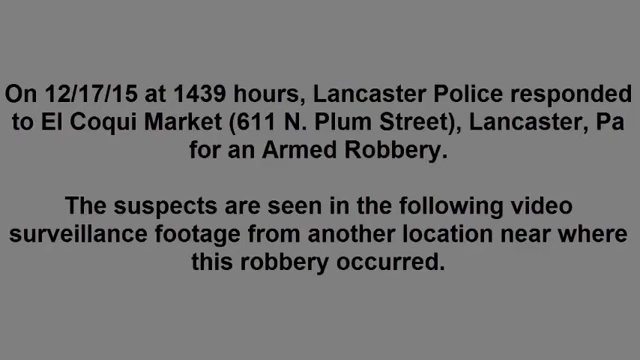 On 12/17/15 at 1439 hours, Lancaster Police responded
to El Coqui Market (611 N. Plum Street), Lancaster, Pa
for an Armed Robbery.
The suspects are seen in the following video
surveillance footage from another location near where
this robbery occurred.